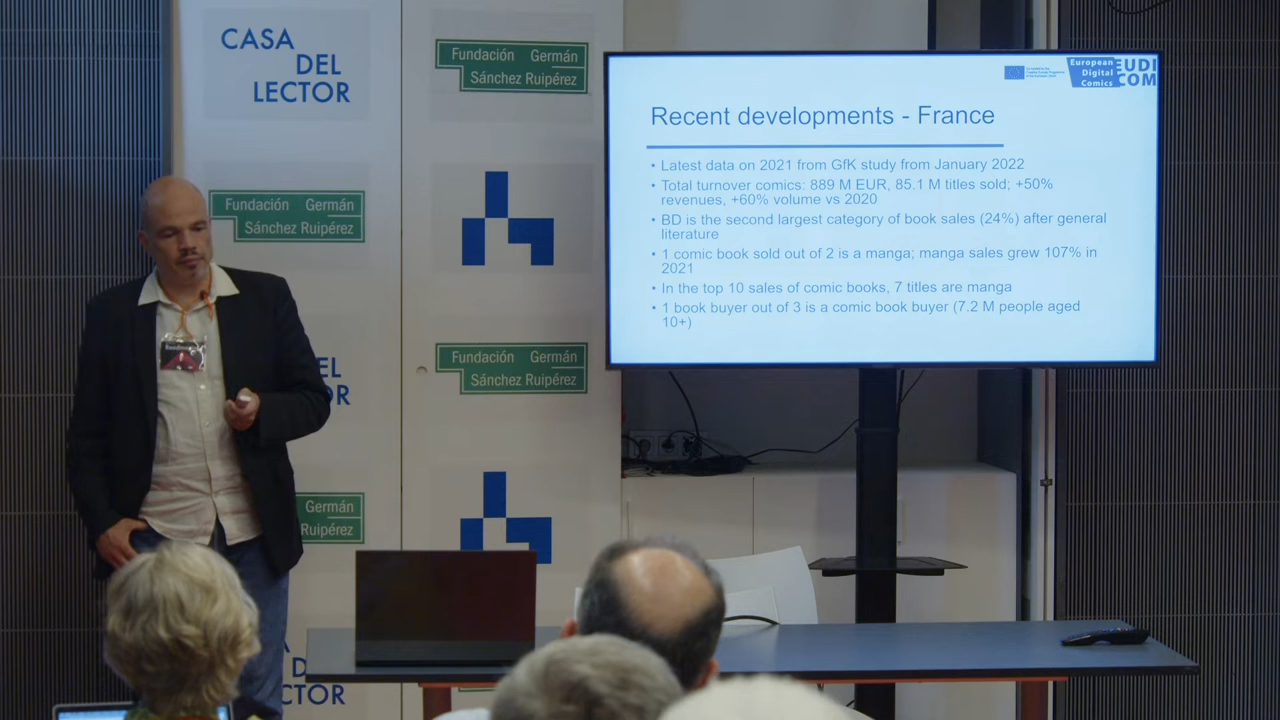 CASA
DEL
LECTOR
Fundación Germán
Sánchez Ruipérez
Fundación Germán
Sánchez Ruipérez
EL
OR
Fundación Germán
Sánchez Ruipérez
Germán
Ruipérez
A
D
CTOR
European
Digital
Comics
EUDI
COM
Recent developments - France
• Latest data on 2021 from GfK study from January 2022
• Total turnover comics: 889 M EUR, 85.1 M titles sold; +50%
revenues, +60% volume vs 2020
• BD is the second largest category of book sales (24%) after general
literature
• 1 comic book sold out of 2 is a manga; manga sales grew 107% in
2021
• In the top 10 sales of comic books, 7 titles are manga
• 1 book buyer out of 3 is a comic book buyer (7.2 M people aged
10+)